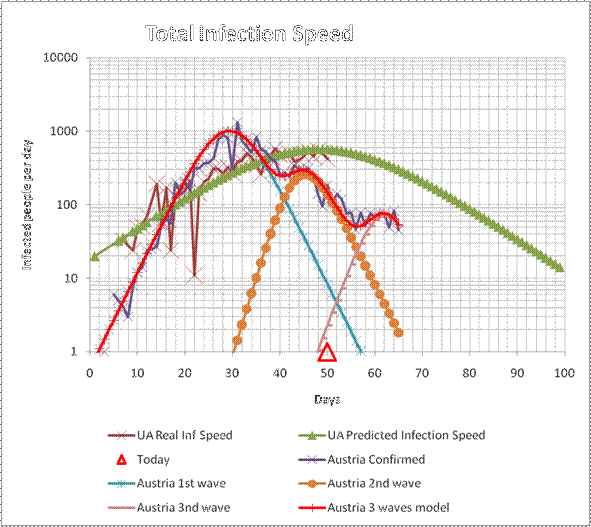 Total Infection Speed
Infected people per day
10000
1000
100
10
1
0 10 20 30 40 50 60 70 80 90 100
Days
UA Real Inf Speed
UA Predicted Infection Speed
Today
Austria Confirmed
Austria 1st wave
Austria 2nd wave
Austria 3nd wave
Austria 3 waves model